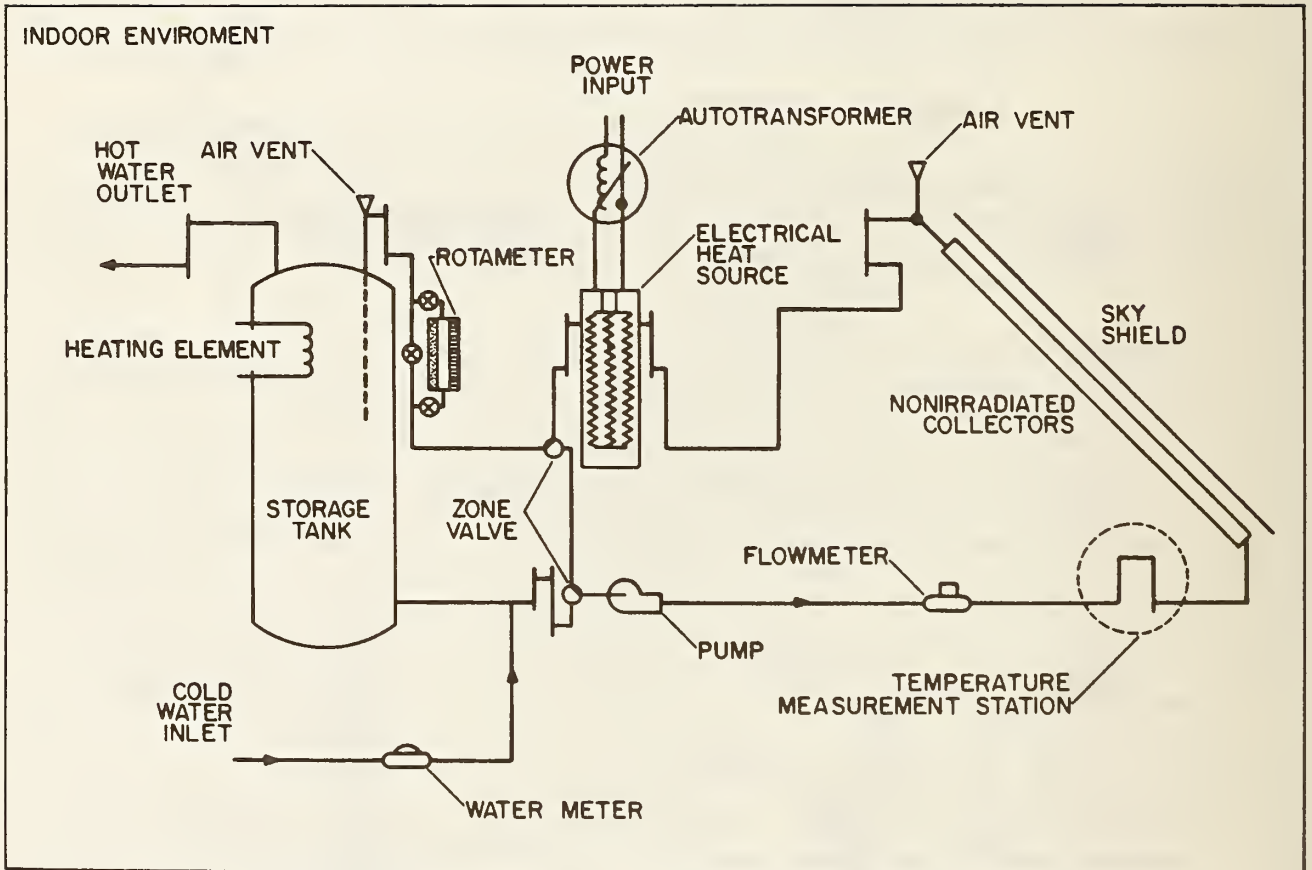 INDOOR ENVIROMENT
POWER
INPUT
AUTOTRANSFORMER
AIR VENT
HOT
WATER
OUTLET
AIR VENT
ROTAMETER
ELECTRICAL
HEAT
SOURCE
SKY
SHIELD
HEATING ELEMENT
NONIRRADIATED
COLLECTORS
STORAGE
TANK
ZONE
VALVE
FLOWMETER
PUMP
TEMPERATURE
MEASUREMENT STATION
COLD
WATER
INLET
WATER METER